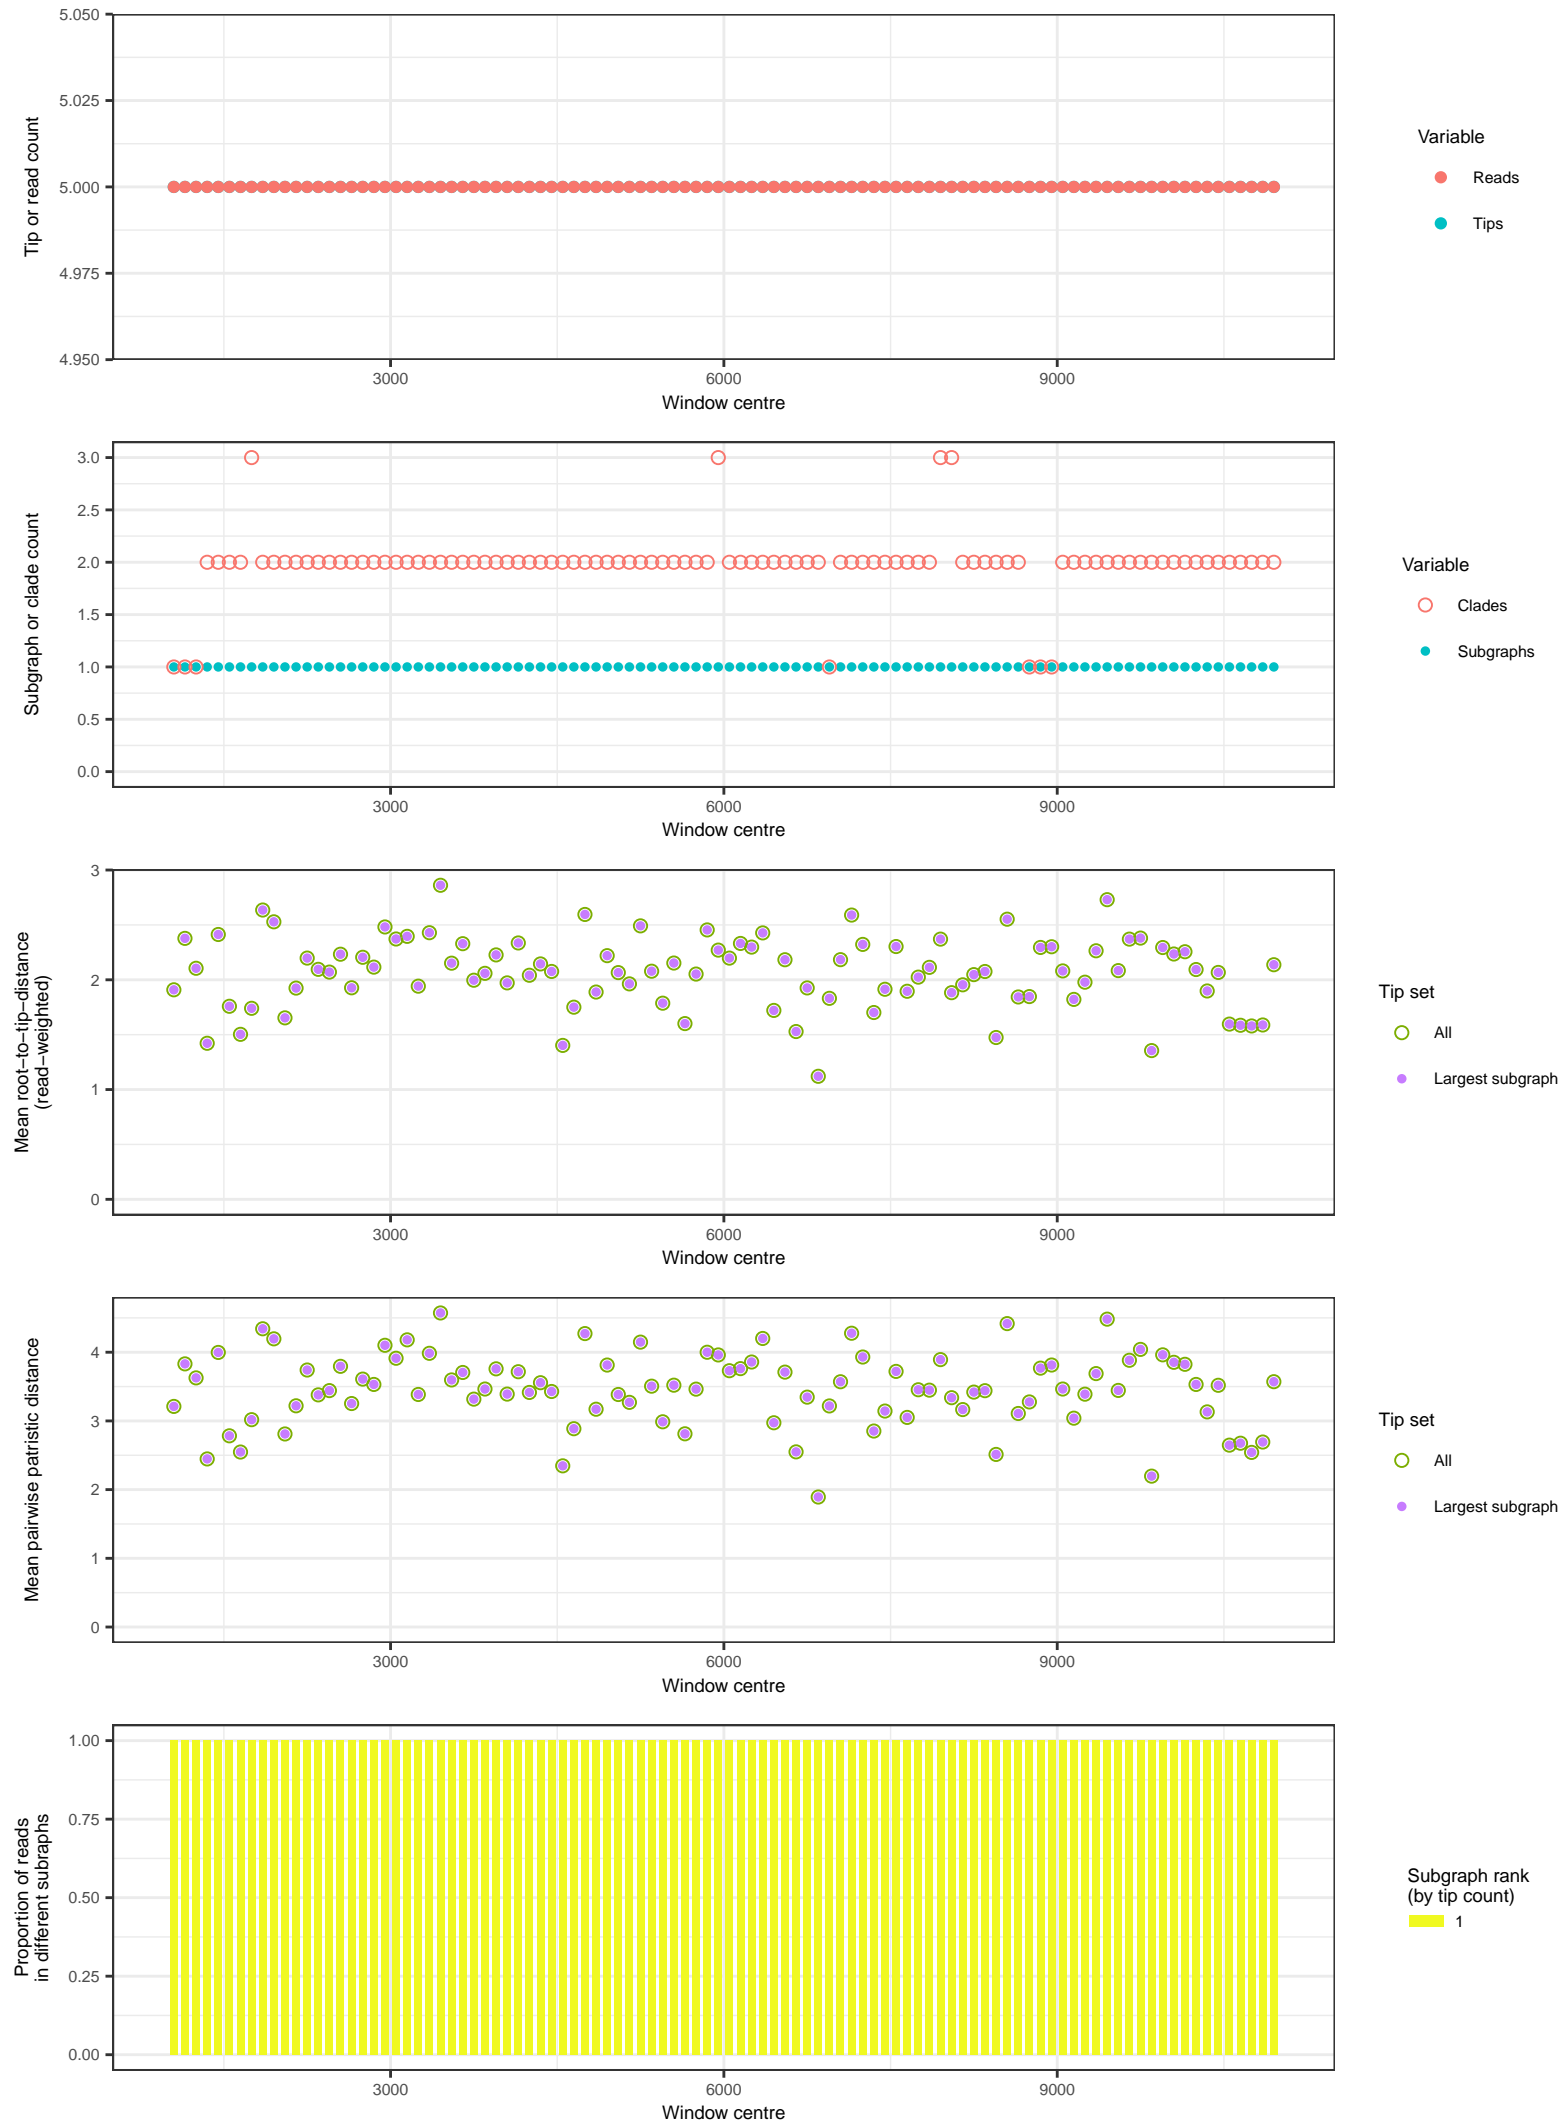 5.050
5.025
5.000
4.975
4.950
Tip or read count
3000 6000 9000
Window centre
Variable
Reads
Tips
3.0
2.5
2.0
1.5
1.0
0.5
0.0
Subgraph or clade count
3000 6000 9000
Window centre
Variable
Clades
Subgraphs
3
2
1
0
Mean root−to−tip−distance
(read−weighted)
3000 6000 9000
Window centre
Tip set
All
Largest subgraph
4
3
2
1
0
Mean pairwise patristic distance
3000 6000 9000
Window centre
Tip set
All
Largest subgraph
1.00
0.75
0.50
0.25
0.00
Proportion of reads
in different subraphs
3000 6000 9000
Window centre
Subgraph rank
(by tip count)
1